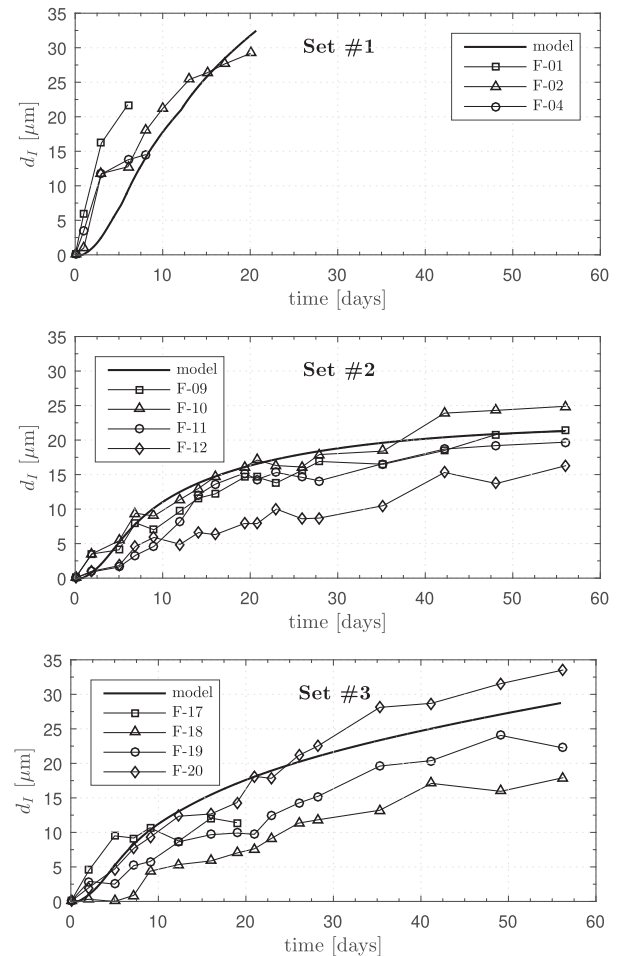 35
30
25
20
15
10
5
0
d_I [μm]
Set #1
model
F-01
F-02
F-04
0 10 20 30 40 50 60
time [days]
35
30
25
20
15
10
5
0
d_I [μm]
Set #2
model
F-09
F-10
F-11
F-12
0 10 20 30 40 50 60
time [days]
35
30
25
20
15
10
5
0
d_I [μm]
Set #3
model
F-17
F-18
F-19
F-20
0 10 20 30 40 50 60
time [days]